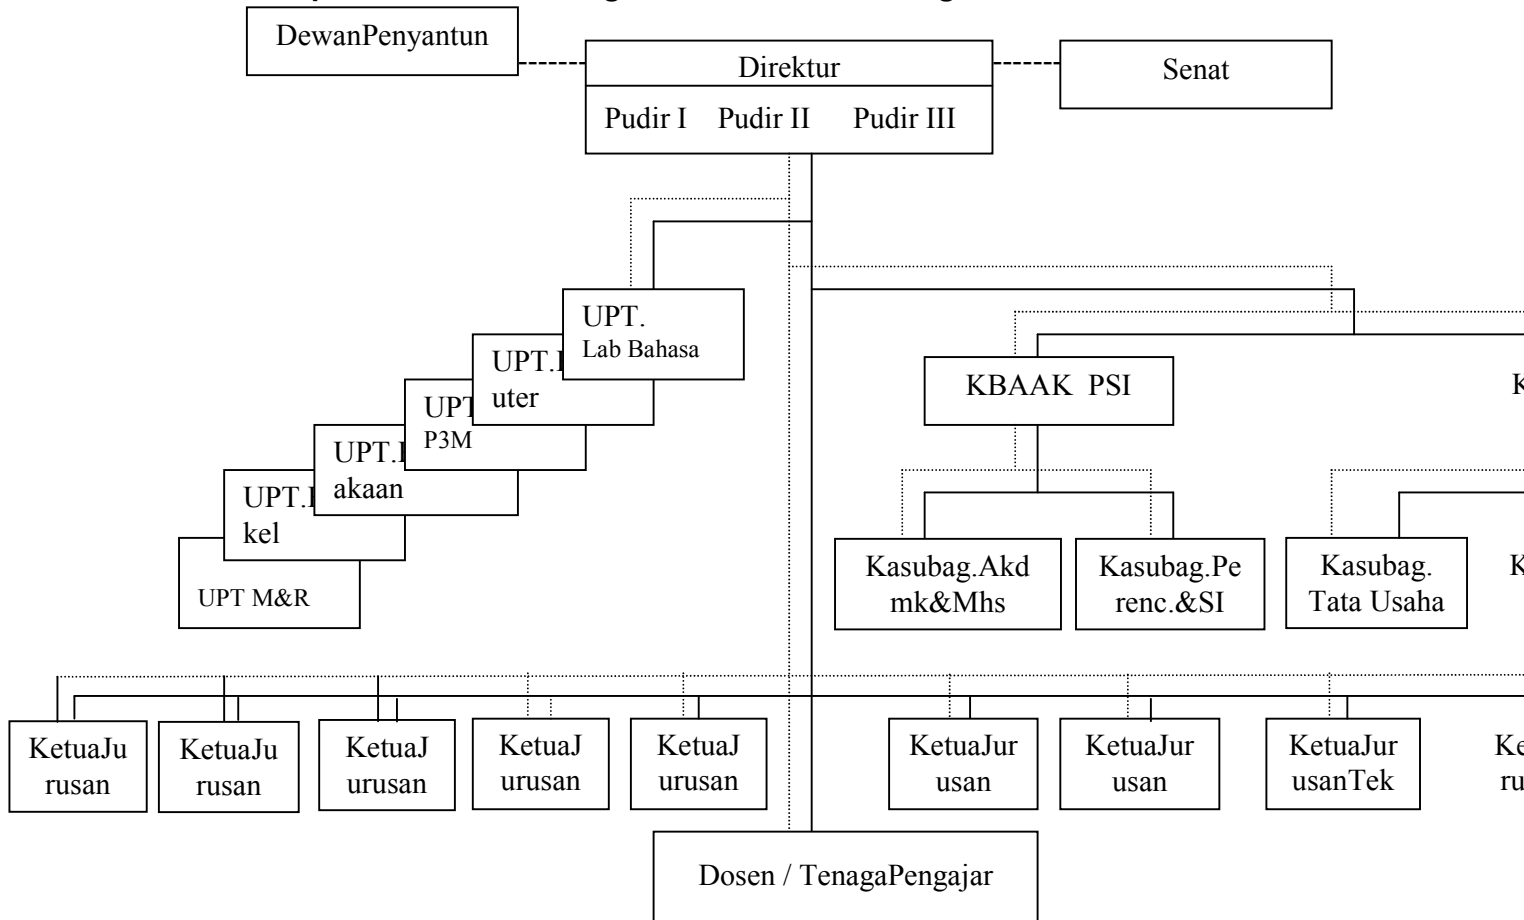 DewanPenyantun
Direktur
Senat
Pudir I Pudir II Pudir III
UPT.
Lab Bahasa
uter
P3M
akaan
kel
UPT M&R
KBAAK PSI
Kasubag.Akd
mk&Mhs
Kasubag.Pe
renc.&SI
Kasubag.
Tata Usaha
KetuaJu
rusan
KetuaJu
rusan
KetuaJ
urusan
KetuaJ
urusan
KetuaJ
urusan
KetuaJur
usan
KetuaJur
usan
KetuaJur
usanTek
Dosen / TenagaPengajar